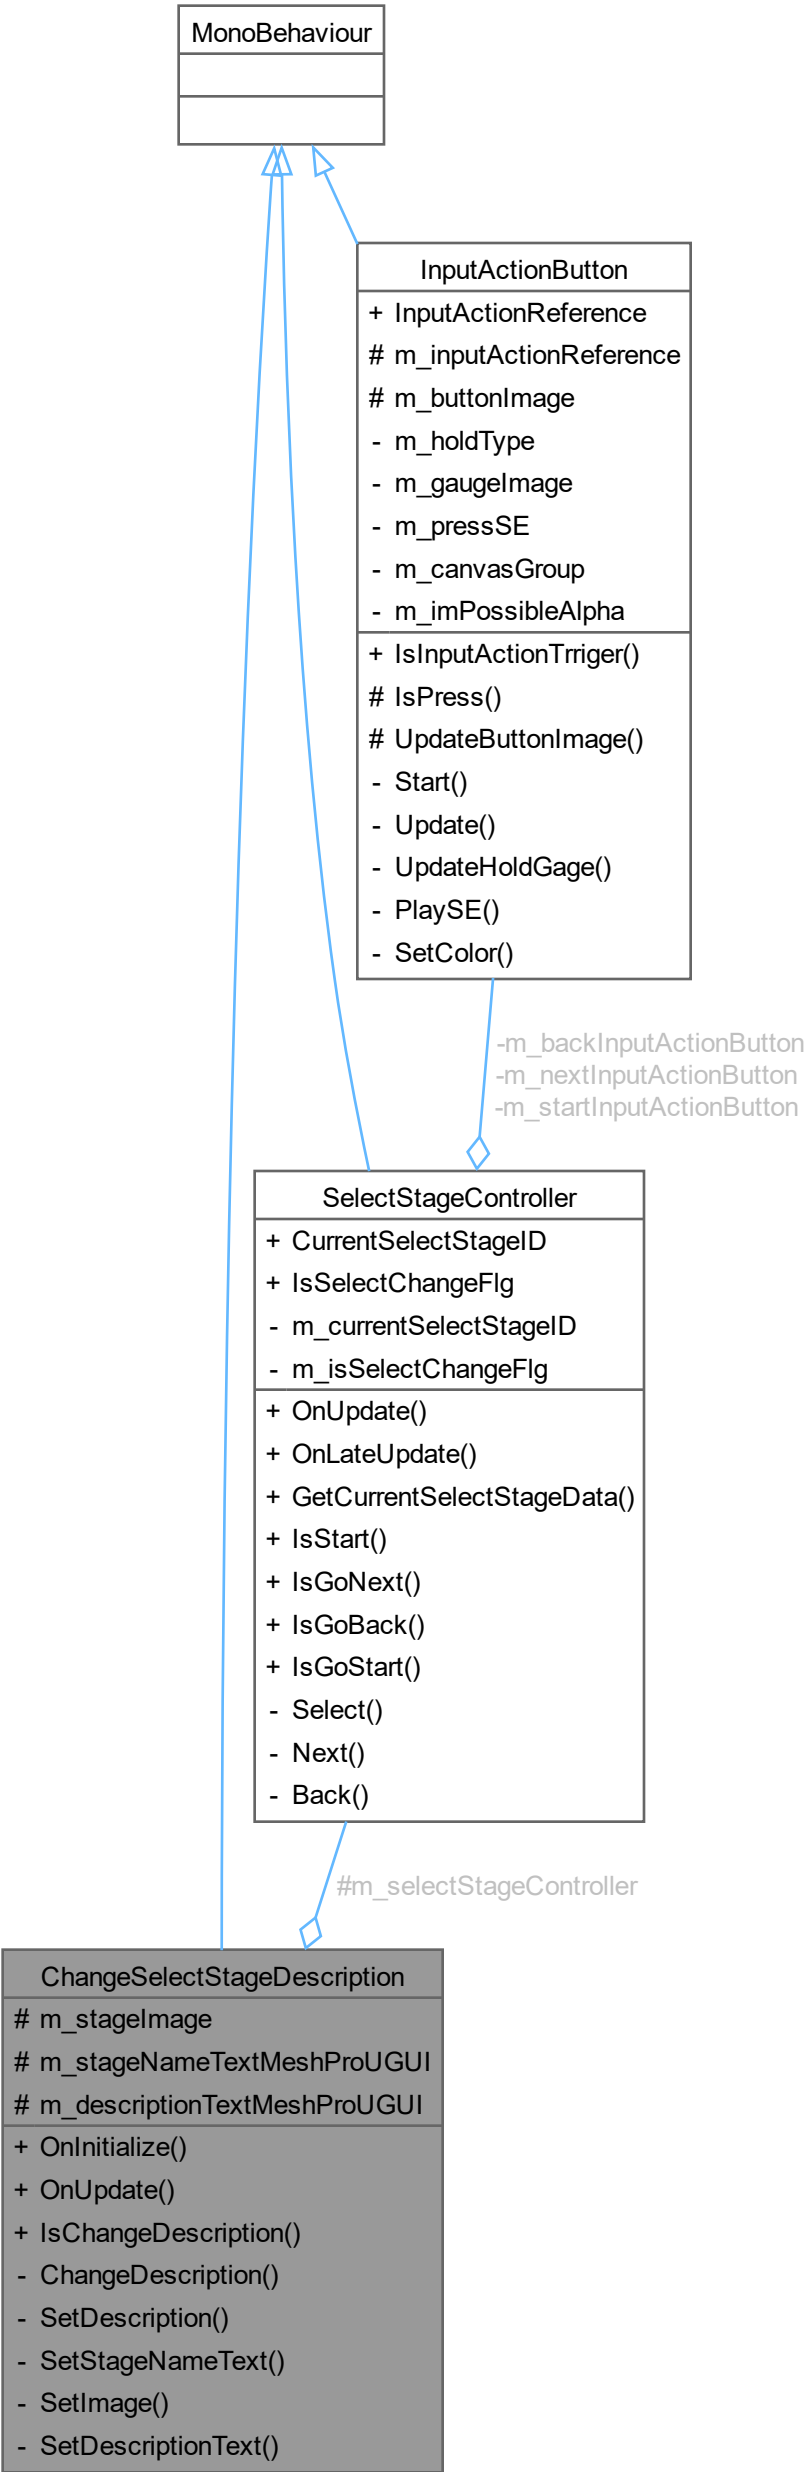 MonoBehaviour
InputActionButton
+ InputActionReference
# m_inputActionReference
# m_buttonImage
- m_holdType
- m_gaugeImage
- m_pressSE
- m_canvasGroup
- m_imPossibleAlpha
+ IsInputActionTrriger()
# IsPress()
# UpdateButtonImage()
- Start()
- Update()
- UpdateHoldGage()
- PlaySE()
- SetColor()
-m_backInputActionButton
-m_nextInputActionButton
-m_startInputActionButton
SelectStageController
+ CurrentSelectStageID
+ IsSelectChangeFlg
- m_currentSelectStageID
- m_isSelectChangeFlg
+ OnUpdate()
+ OnLateUpdate()
+ GetCurrentSelectStageData()
+ IsStart()
+ IsGoNext()
+ IsGoBack()
+ IsGoStart()
- Select()
- Next()
- Back()
#m_selectStageController
ChangeSelectStageDescription
# m_stageImage
# m_stageNameTextMeshProUGUI
# m_descriptionTextMeshProUGUI
+ OnInitialize()
+ OnUpdate()
+ IsChangeDescription()
- ChangeDescription()
- SetDescription()
- SetStageNameText()
- SetImage()
- SetDescriptionText()